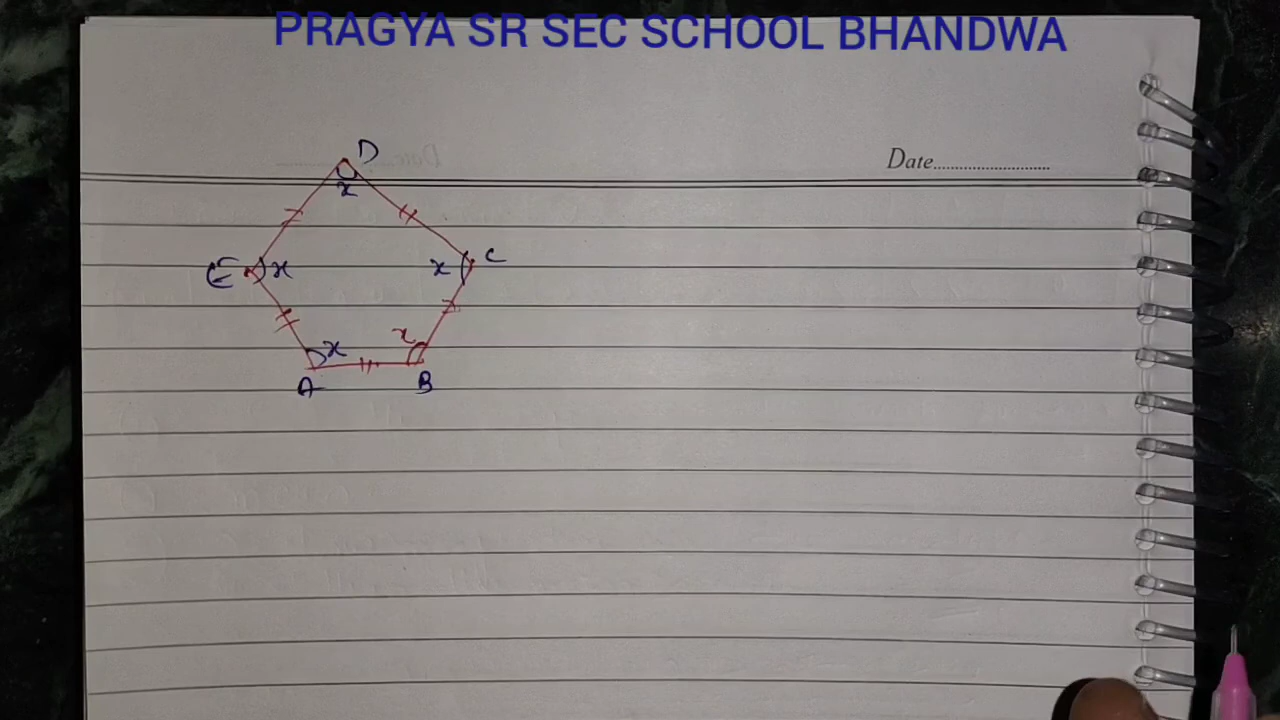 PRAGYA SR SEC SCHOOL BHANDWA
D
Date........................
x
E x x C
x x
A B